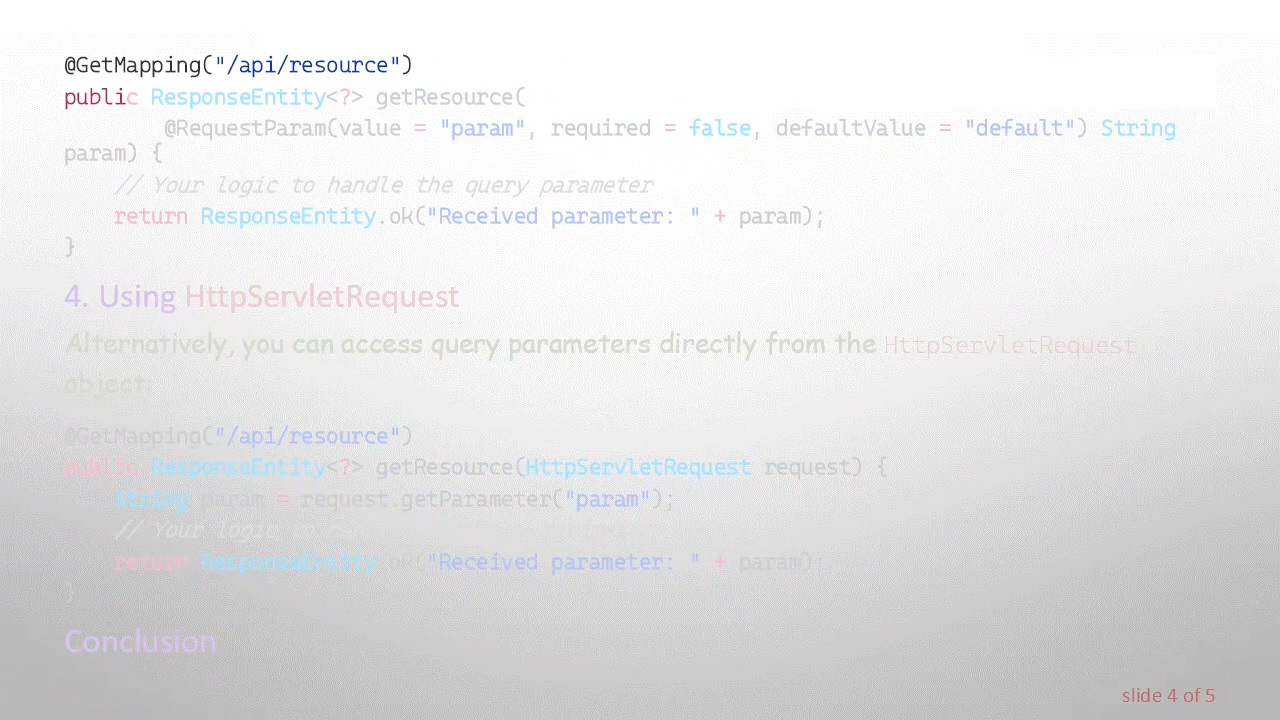 @GetMapping("/api/resource")
public ResponseEntity<?> getResource(
        @RequestParam(value = "param", required = false, defaultValue = "default") String
param) {
    // Your logic to handle the query parameter
    return ResponseEntity.ok("Received parameter: " + param);
}
4. Using HttpServletRequest
Alternatively, you can access query parameters directly from the HttpServletRequest
object:
@GetMapping("/api/resource")
public ResponseEntity<?> getResource(HttpServletRequest request) {
    String param = request.getParameter("param");
    // Your logic
    return ResponseEntity.ok("Received parameter: " + param);
}
Conclusion
slide 4 of 5